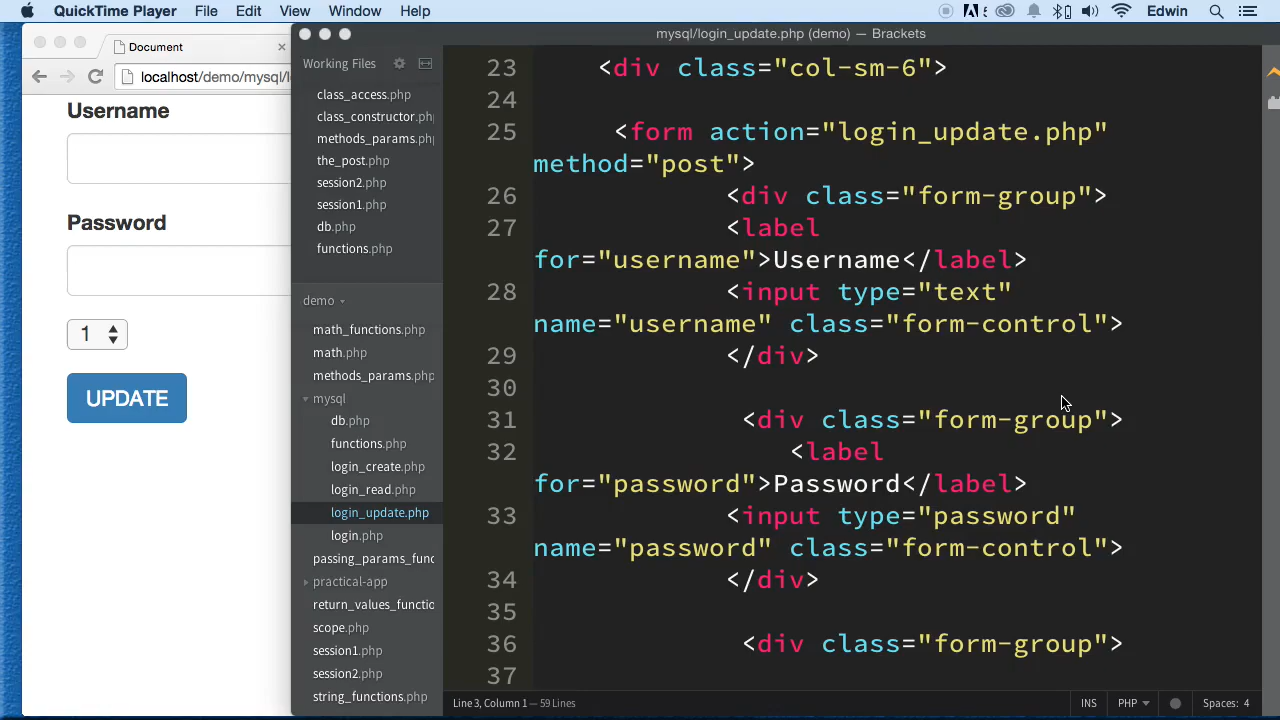 QuickTime Player File Edit View Window Help
Edwin
Document
localhost/demo/mysql/l
Username
Password
1
UPDATE
mysql/login_update.php (demo) — Brackets
Working Files
class_access.php
class_constructor.ph
methods_params.ph
the_post.php
session2.php
session1.php
db.php
functions.php
demo
math_functions.php
math.php
methods_params.php
mysql
db.php
functions.php
login_create.php
login_read.php
login_update.php
login.php
passing_params_func
practical-app
return_values_functio
scope.php
session1.php
session2.php
string_functions.php
23 <div class="col-sm-6">
24
25 <form action="login_update.php"
method="post">
26 <div class="form-group">
27 <label
for="username">Username</label>
28 <input type="text"
name="username" class="form-control">
29 </div>
30
31 <div class="form-group">
32 <label
for="password">Password</label>
33 <input type="password"
name="password" class="form-control">
34 </div>
35
36 <div class="form-group">
37
Line 3, Column 1 — 59 Lines
INS PHP Spaces: 4